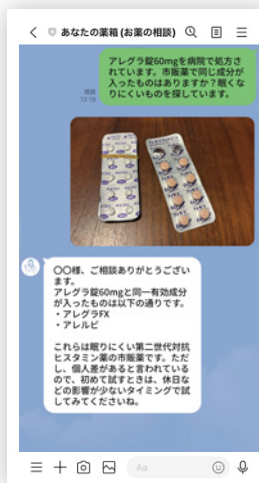 あなたの薬箱 (お薬の相談)
アレグラ錠60mgを病院で処方さ
れています。市販薬で同じ成分が
入ったものはありますか？眠くな
りにくいものを探しています。
既読
〇〇様、ご相談ありがとうござい
ます。
アレグラ錠60mgと同一有効成分
が入ったものは以下の通りです。
・アレグラFX
・アレルビ
これらは眠りにくい第二世代対抗
ヒスタミン薬の市販薬です。ただ
し、個人差があると言われている
ので、初めて試すときは、休日な
どの影響が少ないタイミングで試
してみてくださいね。
Aa